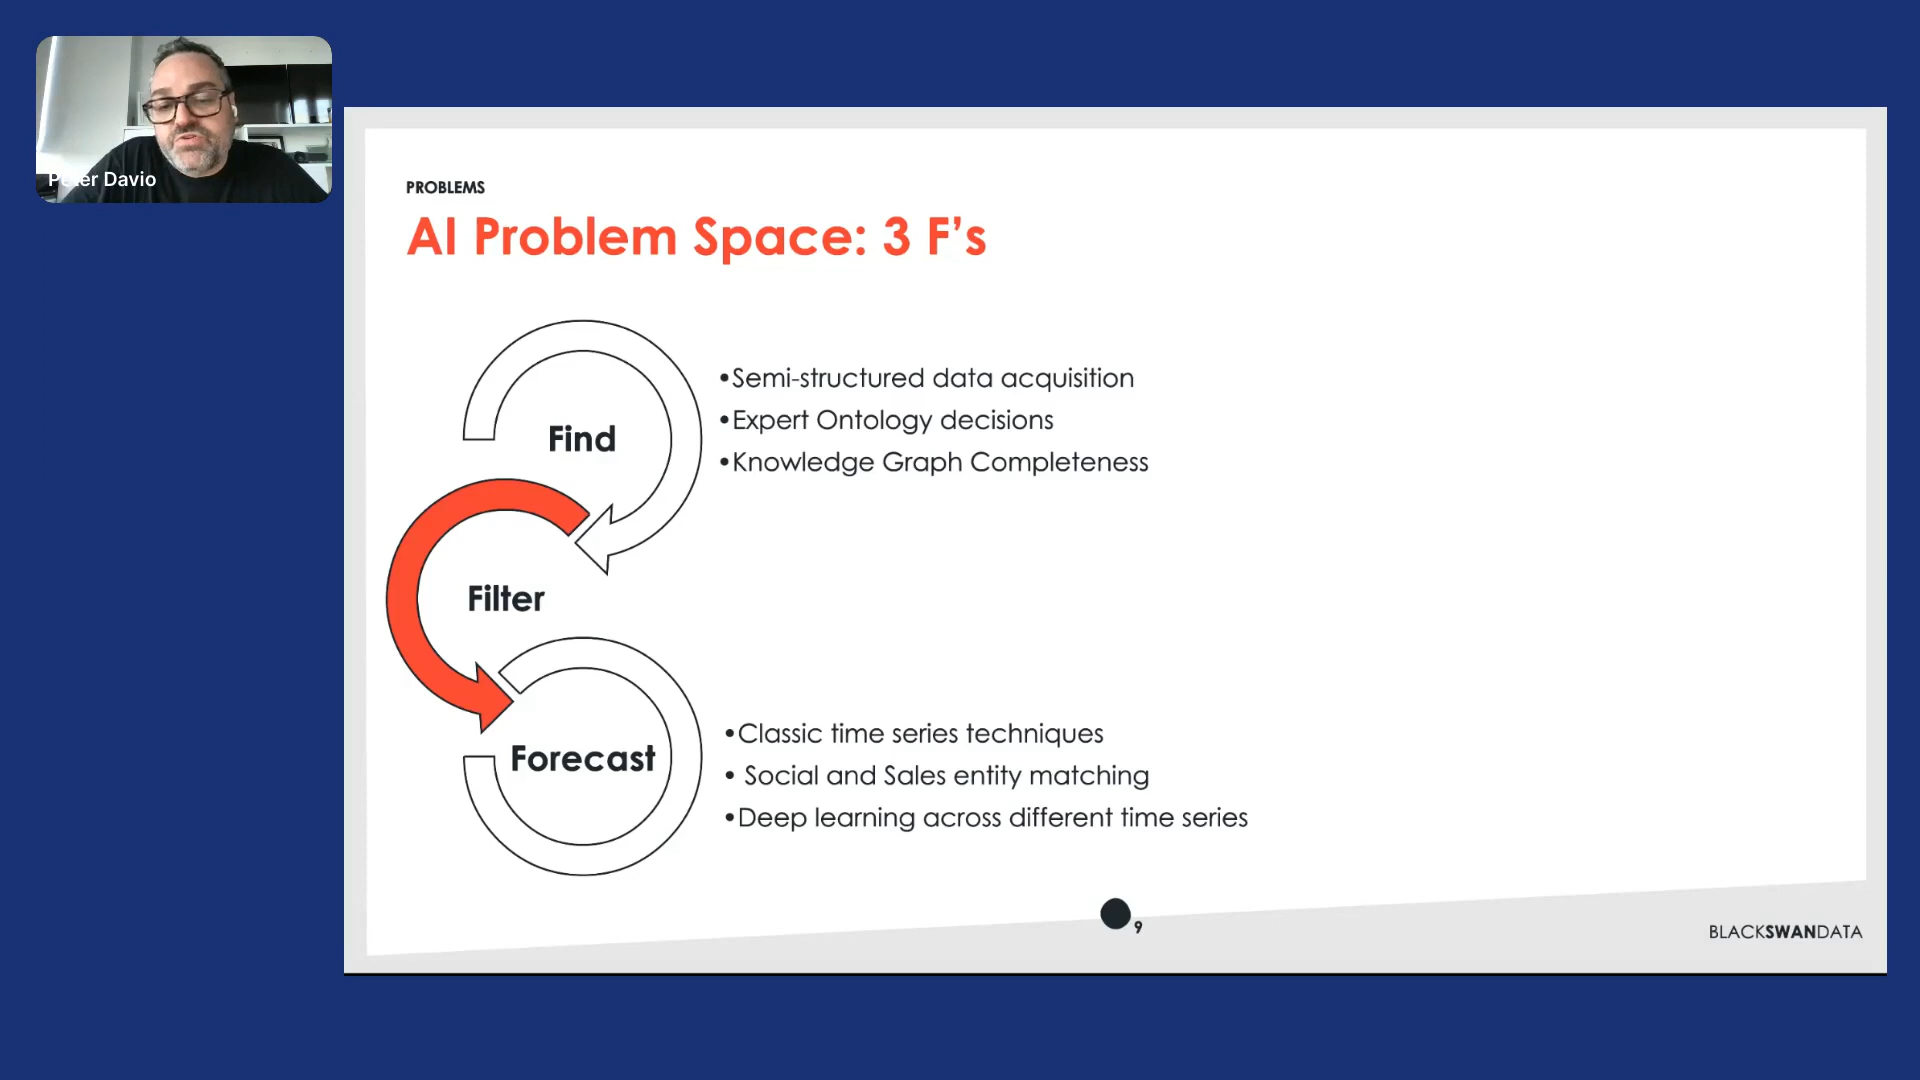 Peter Davio
PROBLEMS
AI Problem Space: 3 F’s
Find
•Semi-structured data acquisition
•Expert Ontology decisions
•Knowledge Graph Completeness
Filter
Forecast
•Classic time series techniques
• Social and Sales entity matching
•Deep learning across different time series
9
BLACKSWANDATA